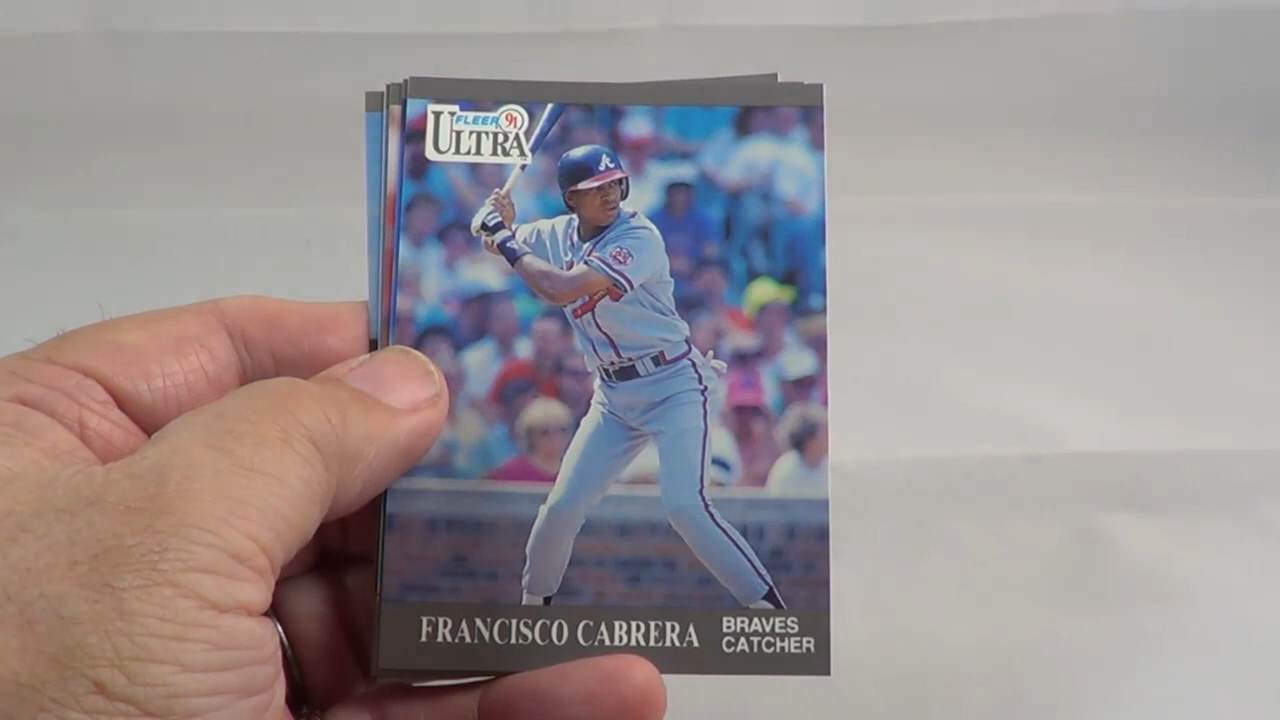 FLEER 91
ULTRA
A
FRANCISCO CABRERA
BRAVES
CATCHER